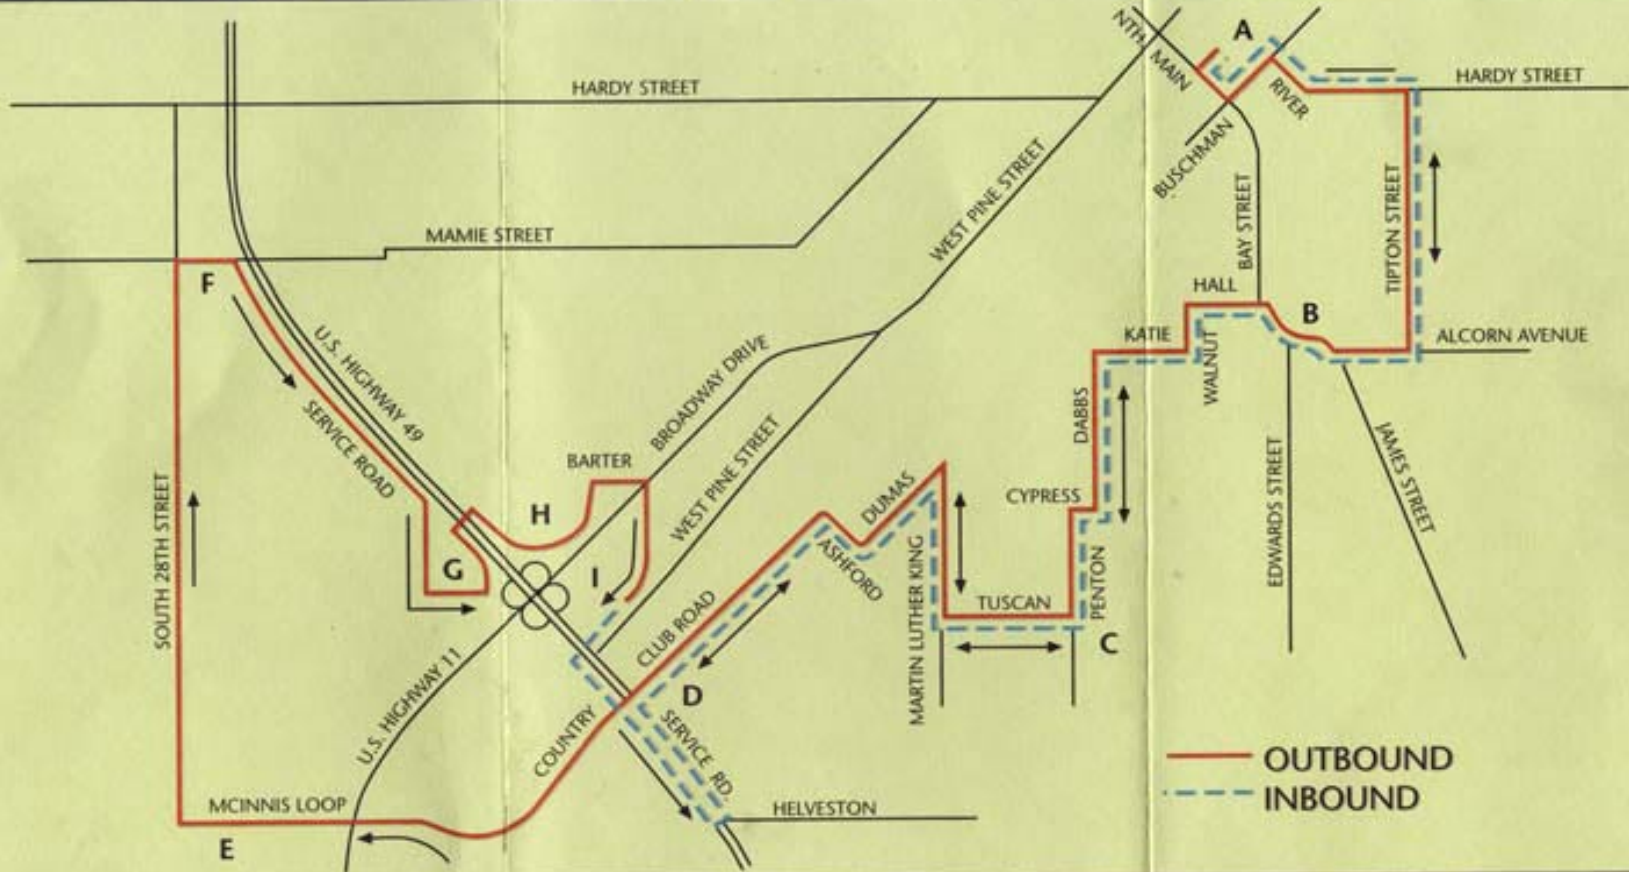 NTH. MAIN
A
HARDY STREET
HARDY STREET
RIVER
BUSCHMAN
WEST PINE STREET
BAY STREET
TIPTON STREET
MAMIE STREET
F
HALL
B
KATIE
WALNUT
ALCORN AVENUE
U.S. HIGHWAY 49
BROADWAY DRIVE
DABBS
SERVICE ROAD
BARTER
WEST PINE STREET
EDWARDS STREET
JAMES STREET
SOUTH 28TH STREET
H
DUMAS
CYPRESS
G
I
ASHFORD
MARTIN LUTHER KING
TUSCAN
PENTON
C
CLUB ROAD
D
U.S. HIGHWAY 11
COUNTRY
SERVICE RD.
OUTBOUND
INBOUND
MCINNIS LOOP
HELVESTON
E